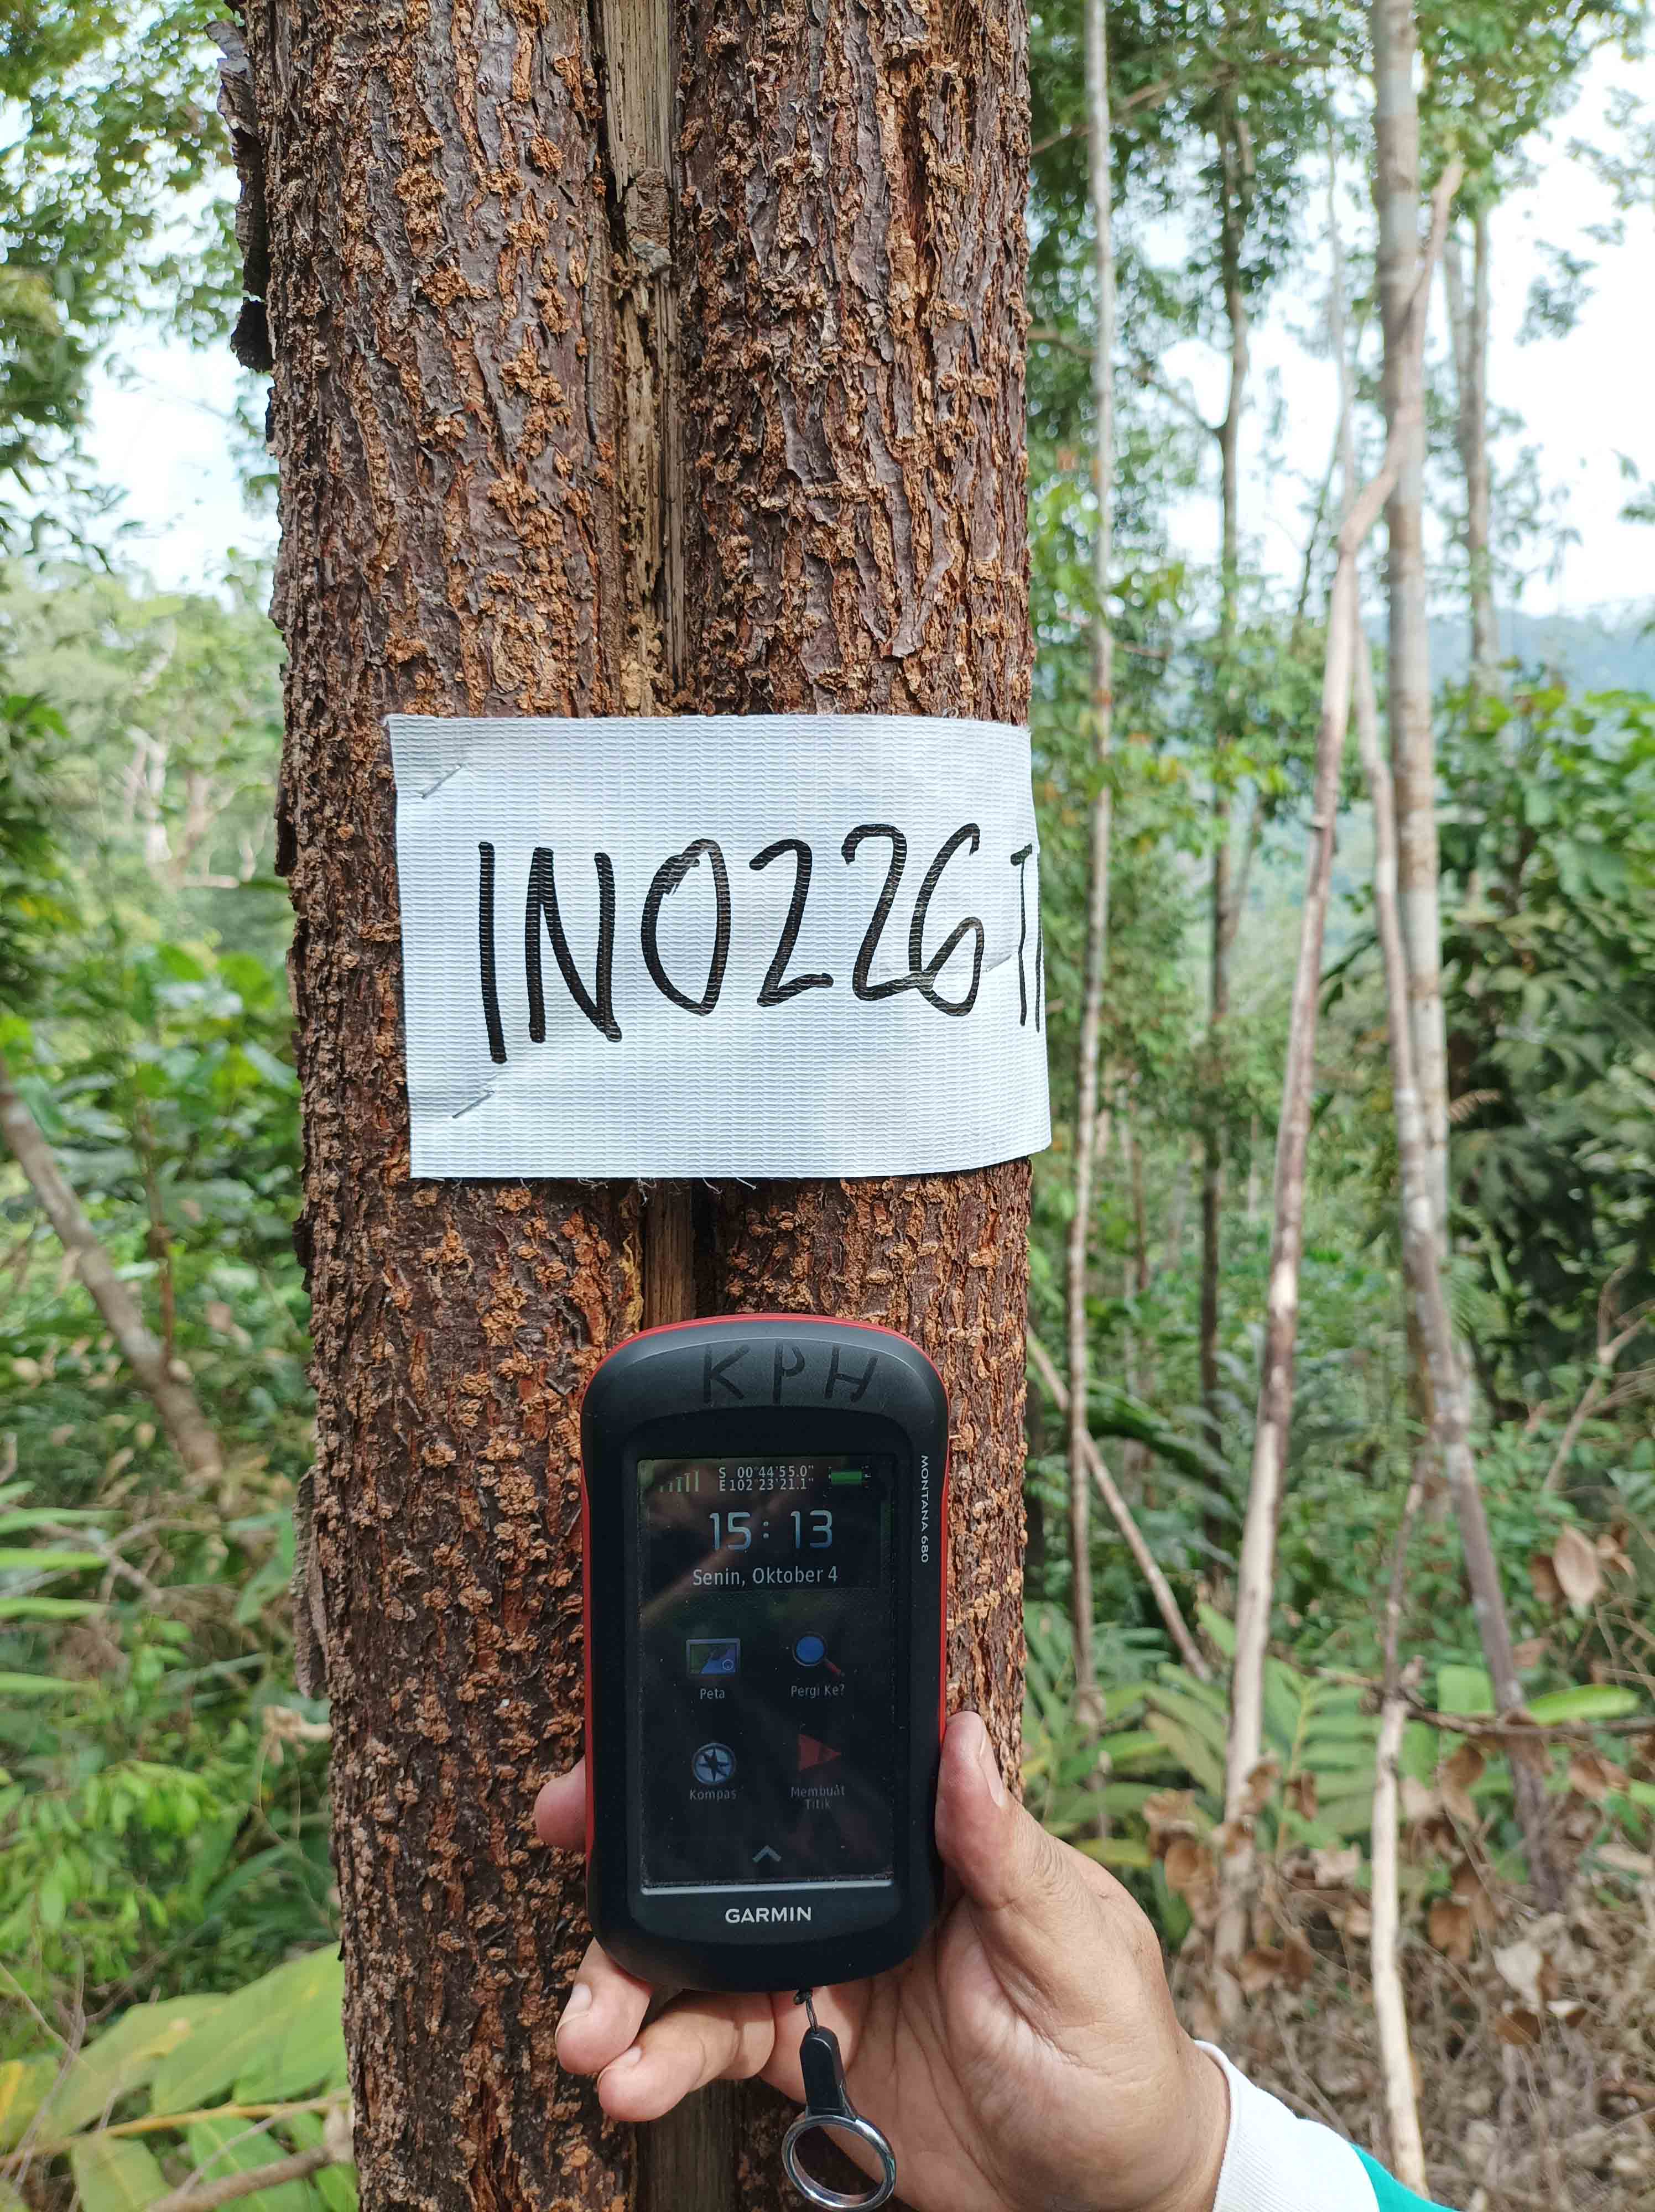 IN0226
KPH
S 00°44'55.0"
E102°23'21.1"
15:13
Senin, Oktober 4
Peta
Pergi Ke?
Kompas
Membuat
Titik
MONTANA 680
GARMIN